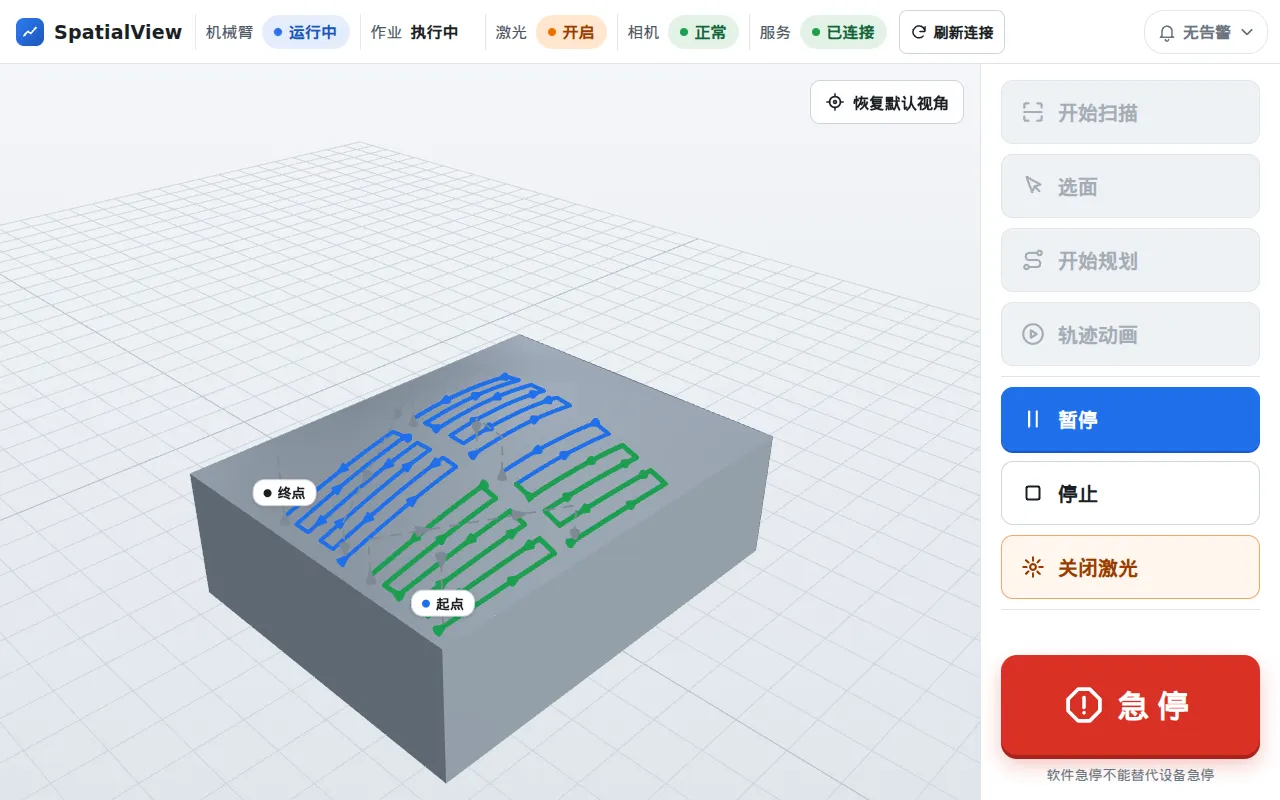 SpatialView
机械臂 运行中
作业 执行中
激光 开启
相机 正常
服务 已连接
刷新连接
无告警
恢复默认视角
终点
起点
开始扫描
选面
开始规划
轨迹动画
暂停
停止
关闭激光
急停
软件急停不能替代设备急停